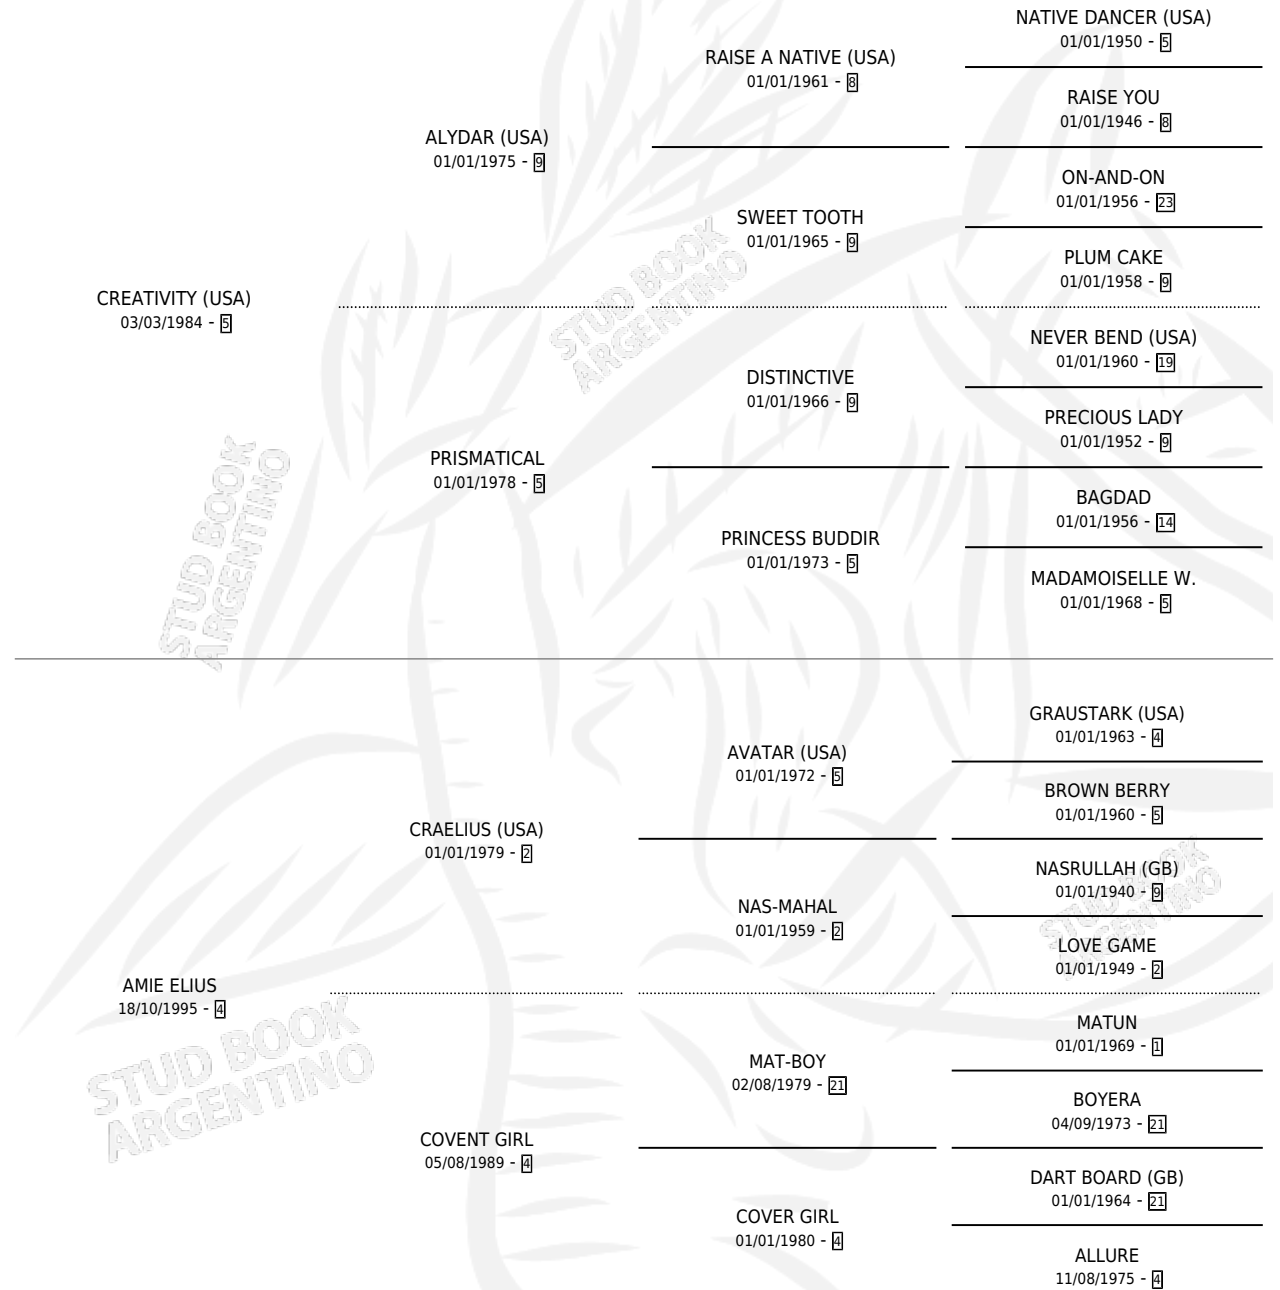 NATIVE DANCER (USA)
01/01/1950 - 5
RAISE A NATIVE (USA)
01/01/1961 - 8
RAISE YOU
01/01/1946 - 8
ALYDAR (USA)
01/01/1975 - 9
ON-AND-ON
01/01/1956 - 23
SWEET TOOTH
01/01/1965 - 9
PLUM CAKE
01/01/1958 - 9
CREATIVITY (USA)
03/03/1984 - 5
STUD BOOK
ARGENTINO
NEVER BEND (USA)
01/01/1960 - 19
DISTINCTIVE
01/01/1966 - 9
PRECIOUS LADY
01/01/1952 - 9
PRISMATICAL
01/01/1978 - 5
BAGDAD
01/01/1956 - 14
PRINCESS BUDDIR
01/01/1973 - 5
MADAMOISELLE W.
01/01/1968 - 5
STUD BOOK
ARGENTINO
GRAUSTARK (USA)
01/01/1963 - 4
AVATAR (USA)
01/01/1972 - 5
BROWN BERRY
01/01/1960 - 5
CRAELIUS (USA)
01/01/1979 - 2
NASRULLAH (GB)
01/01/1940 - 9
NAS-MAHAL
01/01/1959 - 2
STUD BOOK
ARGENTINO
LOVE GAME
01/01/1949 - 2
AMIE ELIUS
18/10/1995 - 4
STUD BOOK
ARGENTINO
MATUN
01/01/1969 - 1
MAT-BOY
02/08/1979 - 21
BOYERA
04/09/1973 - 21
COVENT GIRL
05/08/1989 - 4
DART BOARD (GB)
01/01/1964 - 21
COVER GIRL
01/01/1980 - 4
ALLURE
11/08/1975 - 4